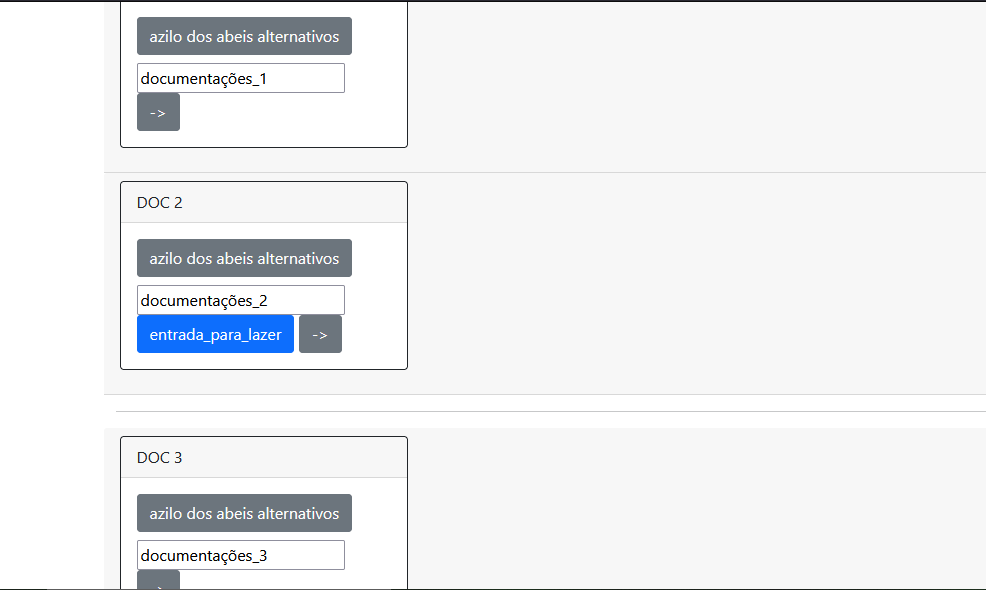 azilo dos abeis alternativos
documentações_1
->
DOC 2
azilo dos abeis alternativos
documentações_2
entrada_para_lazer ->
DOC 3
azilo dos abeis alternativos
documentações_3